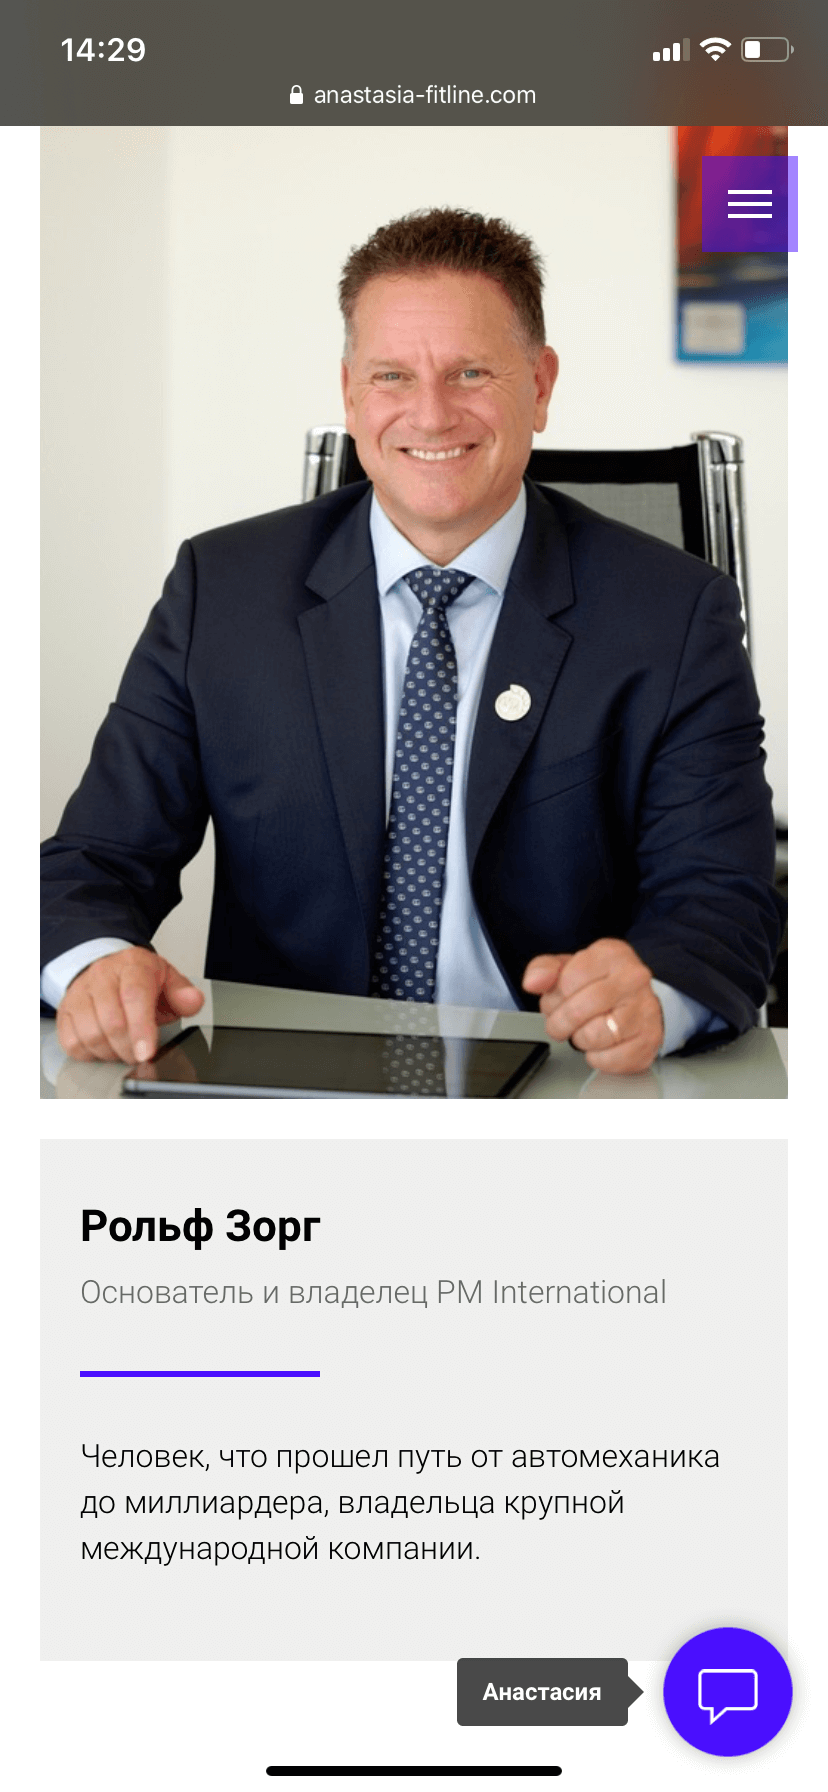 14:29
anastasia-fitline.com
Рольф Зорг
Основатель и владелец PM International
Человек, что прошел путь от автомеханика
до миллиардера, владельца крупной
международной компании.
Анастасия